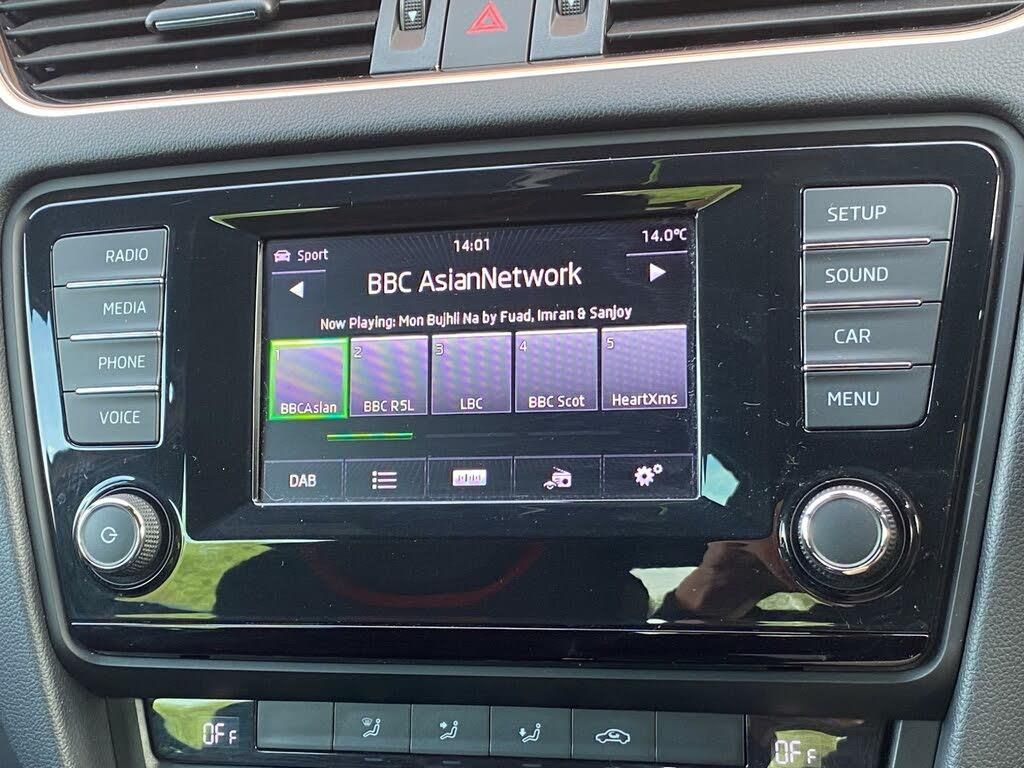 RADIO
MEDIA
PHONE
VOICE
Sport
14:01
14.0°C
BBC AsianNetwork
Now Playing: Mon Bujhli Na by Fuad, Imran & Sanjoy
1
2
3
4
5
BBCAsian
BBC R5L
LBC
BBC Scot
HeartXms
DAB
SETUP
SOUND
CAR
MENU
OFF
OFF